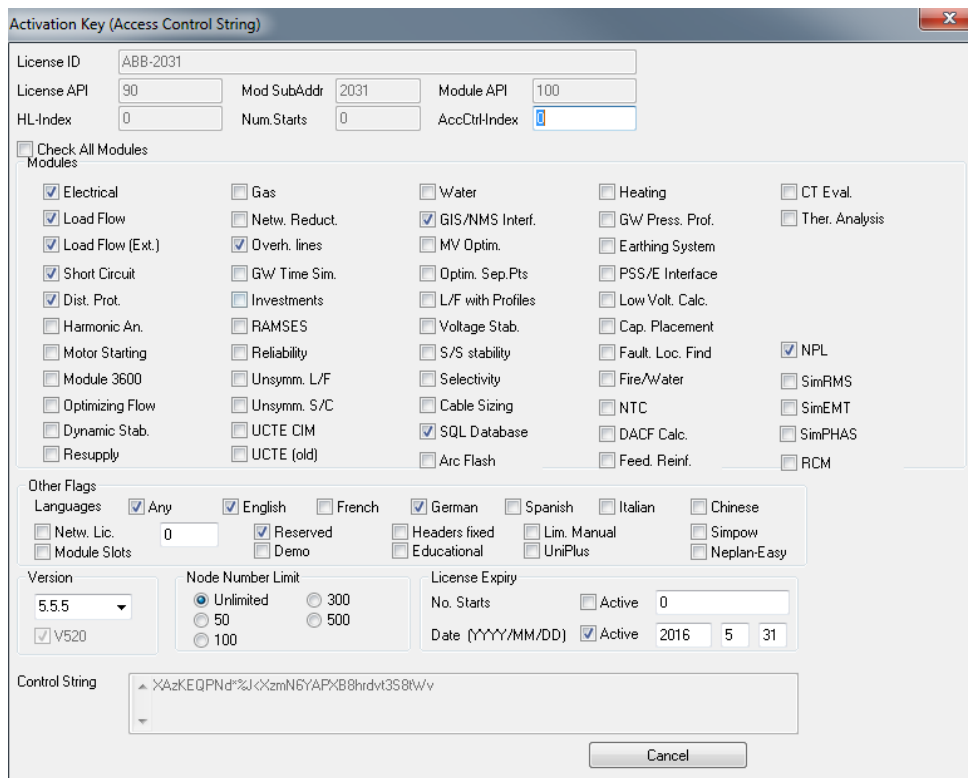 Activation Key (Access Control String)
License ID ABB-2031
License API 90 Mod SubAddr 2031 Module API 100
HL-Index 0 Num.Starts 0 AccCtrl-Index 0
Check All Modules
Modules
Electrical Gas Water Heating CT Eval.
Load Flow Netw. Reduct. GIS/NMS Interf. GW Press. Prof. Ther. Analysis
Load Flow (Ext.) Overh. lines MV Optim. Earthing System
Short Circuit GW Time Sim. Optim. Sep.Pts PSS/E Interface
Dist. Prot. Investments L/F with Profiles Low Volt. Calc.
Harmonic An. RAMSES Voltage Stab. Cap. Placement
Motor Starting Reliability S/S stability Fault. Loc. Find NPL
Module 3600 Unsymm. L/F Selectivity Fire/Water SimRMS
Optimizing Flow Unsymm. S/C Cable Sizing NTC SimEMT
Dynamic Stab. UCTE CIM SQL Database DACF Calc. SimPHAS
Resupply UCTE (old) Arc Flash Feed. Reinf. RCM
Other Flags
Languages Any English French German Spanish Italian Chinese
Netw. Lic. 0 Reserved Headers fixed Lim. Manual Simpow
Module Slots Demo Educational UniPlus Neplan-Easy
Version Node Number Limit License Expiry
5.5.5 Unlimited 300 No. Starts Active 0
50 500
V520 100 Date (YYYY/MM/DD) Active 2016 5 31
Control String XAzKEQPNd*%J<XzmN6YAPXB8hrdvt3S8tWv
Cancel